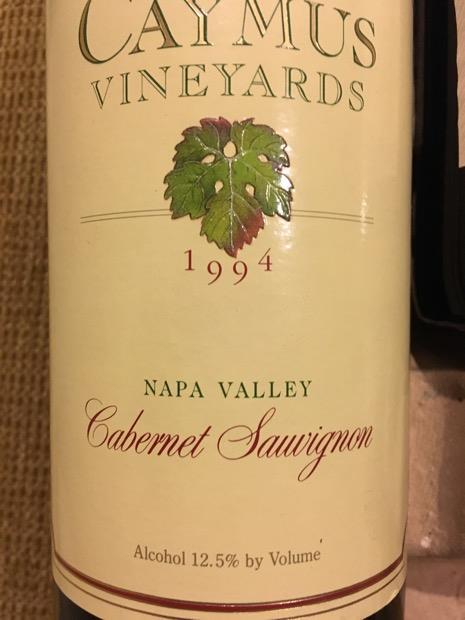 CAYMUS
VINEYARDS
1994
NAPA VALLEY
Cabernet Sauvignon
Alcohol 12.5% by Volume